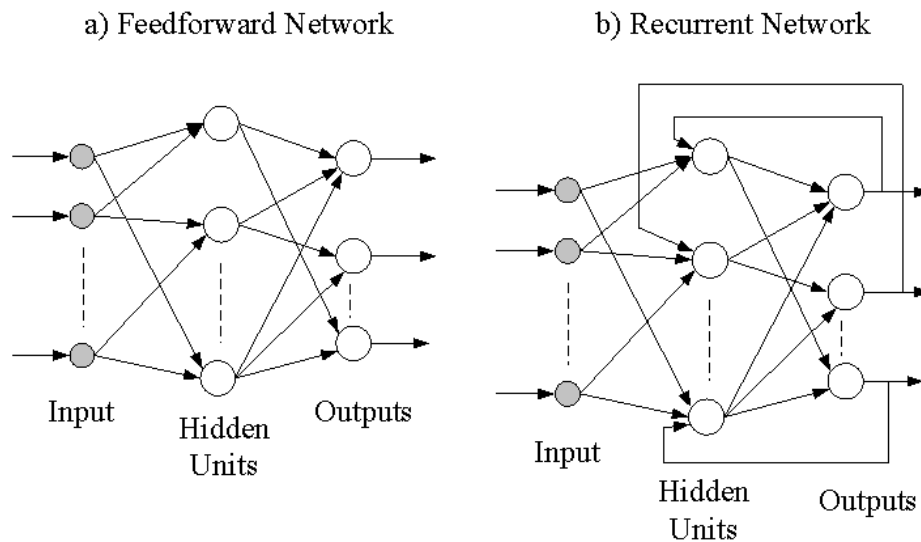 a) Feedforward Network
Input
Hidden
Units
Outputs
b) Recurrent Network
Input
Hidden
Units
Outputs